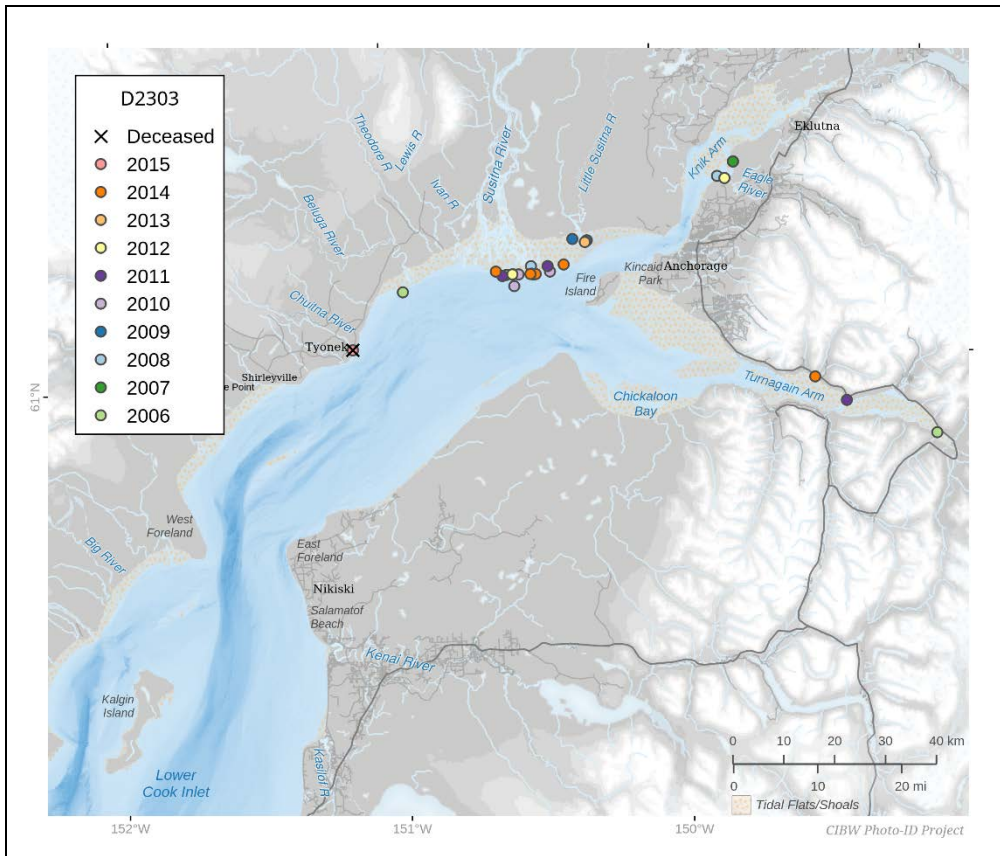 D2303
Deceased
2015
2014
2013
2012
2011
2010
2009
2008
2007
2006
Theodore R
Lewis R
Ivan R
Susitna River
Little Susitna R
Beluga River
Chuitna River
Knik Arm
Eklutna
Eagle
River
Kincaid
Park
Anchorage
Fire
Island
Tyonek
Shirleyville
e Point
Turnagain Arm
Chickaloon
Bay
61°N
West
Foreland
Big River
East
Foreland
Nikiski
Salamatof
Beach
Kenai River
Kalgin
Island
Kasilof R
Lower
Cook Inlet
0 10 20 30 40 km
0 10 20 mi
Tidal Flats/Shoals
152°W 151°W 150°W
CIBW Photo-ID Project